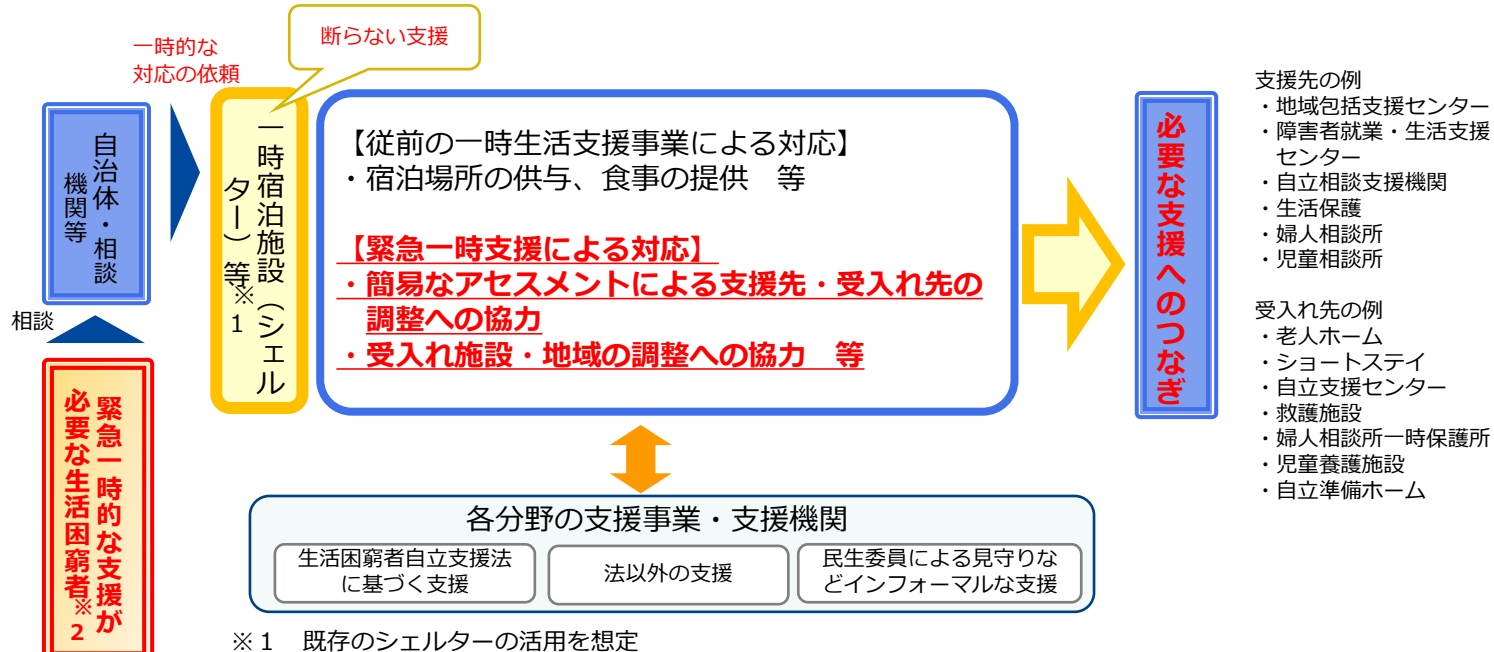 断らない支援
一時的な
対応の依頼
自治体・相談
機関等
相談
緊急一時的な支援が
必要な生活困窮者※2
一時宿泊施設(シェル
ター)等※1
【従前の一時生活支援事業による対応】
・宿泊場所の供与、食事の提供 等
【緊急一時支援による対応】
・簡易なアセスメントによる支援先・受入れ先の
調整への協力
・受入れ施設・地域の調整への協力 等
必要な支援へのつなぎ
支援先の例
・地域包括支援センター
・障害者就業・生活支援
センター
・自立相談支援機関
・生活保護
・婦人相談所
・児童相談所
受入れ先の例
・老人ホーム
・ショートステイ
・自立支援センター
・救護施設
・婦人相談所一時保護所
・児童養護施設
・自立準備ホーム
各分野の支援事業・支援機関
生活困窮者自立支援法
に基づく支援
法以外の支援
民生委員による見守りな
どインフォーマルな支援
※1 既存のシェルターの活用を想定